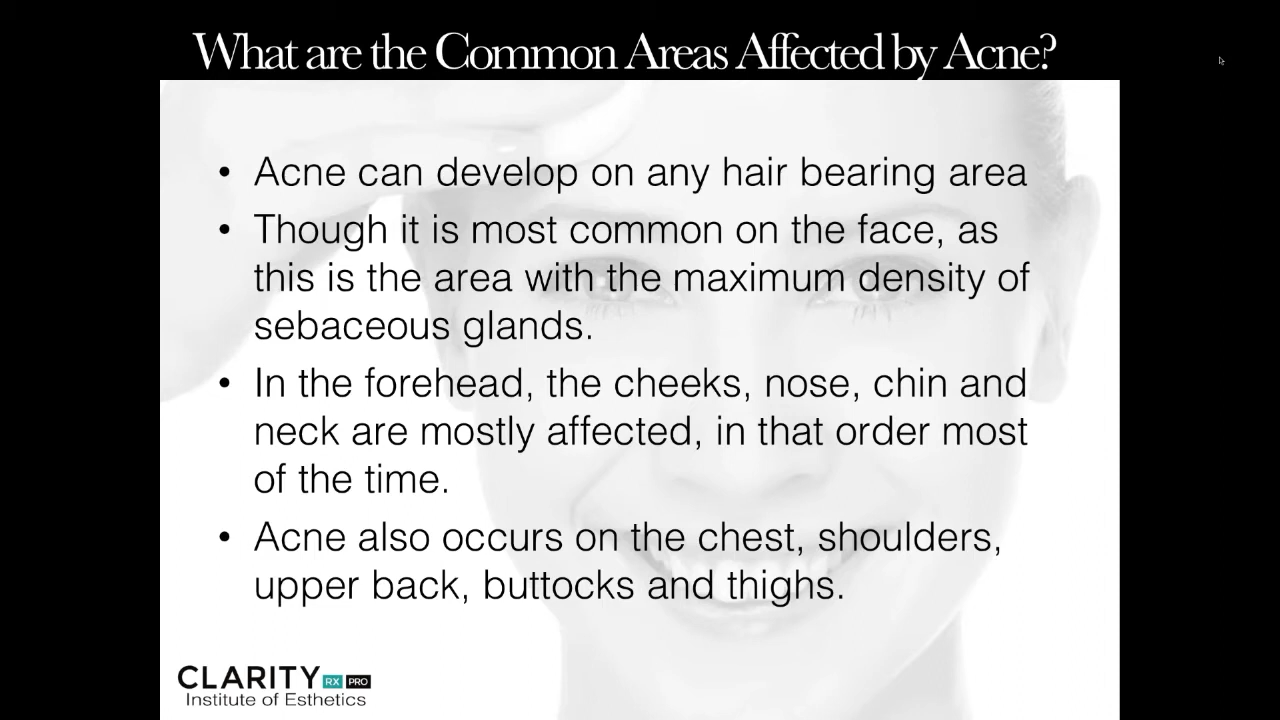 What are the Common Areas Affected by Acne?
• Acne can develop on any hair bearing area
• Though it is most common on the face, as
this is the area with the maximum density of
sebaceous glands.
• In the forehead, the cheeks, nose, chin and
neck are mostly affected, in that order most
of the time.
• Acne also occurs on the chest, shoulders,
upper back, buttocks and thighs.
CLARITY RX PRO
Institute of Esthetics